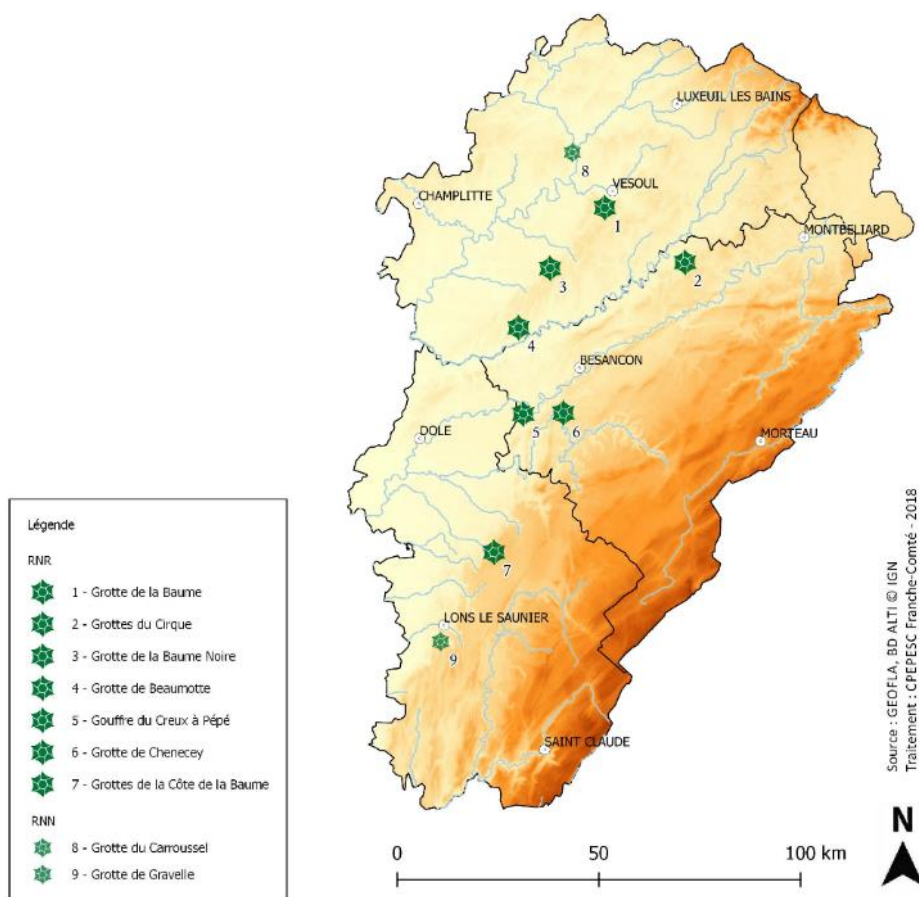 LUXEUIL LES BAINS
8
VESOUL
CHAMPLITTE
1
MONTBELIARD
2
3
4
BESANCON
5
6
DOLE
MORTEAU
7
LONS LE SAUNIER
9
SAINT CLAUDE
Légende
RNR
1 - Grotte de la Baume
2 - Grottes du Cirque
3 - Grotte de la Baume Noire
4 - Grotte de Beaumotte
5 - Gouffre du Creux à Pépé
6 - Grotte de Chenecey
7 - Grottes de la Côte de la Baume
RNN
8 - Grotte du Carroussel
9 - Grotte de Gravelle
0 50 100 km
N
Source : GEOFLA, BD ALTI © IGN
Traitement : CPEPESC Franche-Comté - 2018